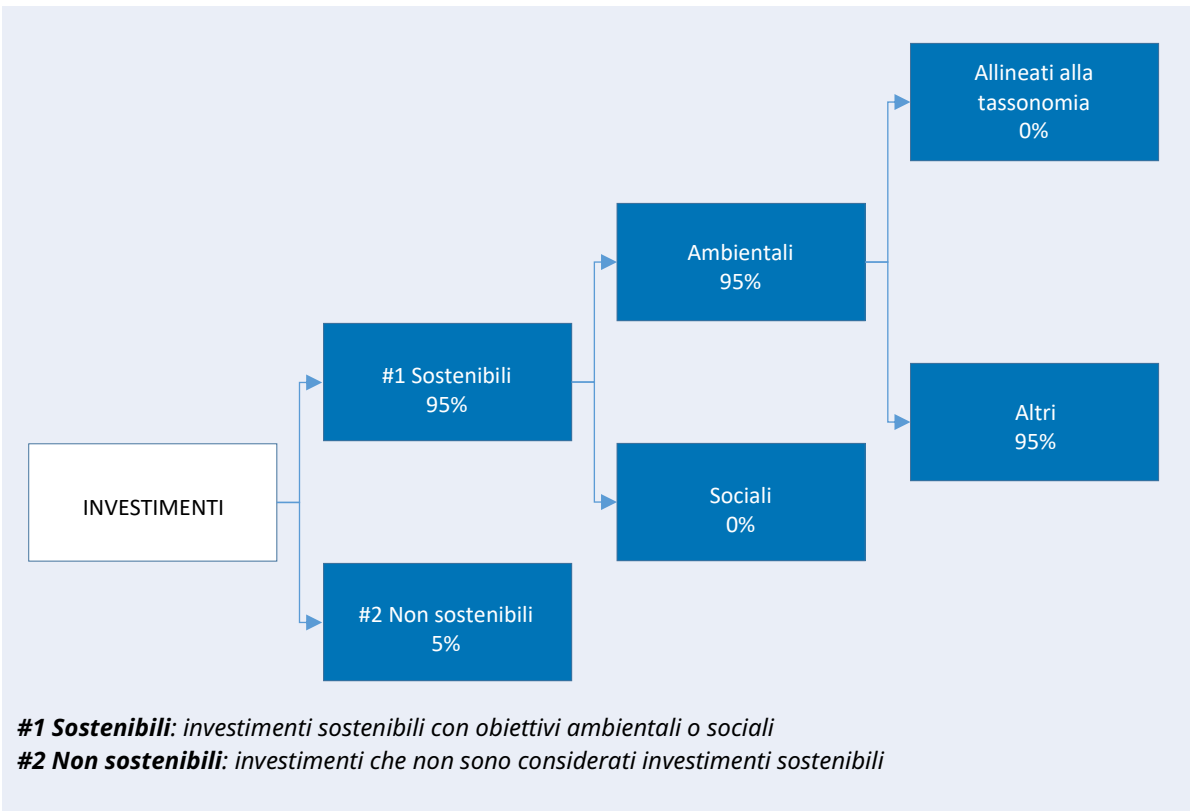 INVESTIMENTI
#1 Sostenibili
95%
#2 Non sostenibili
5%
Ambientali
95%
Sociali
0%
Allineati alla
tassonomia
0%
Altri
95%
#1 Sostenibili: investimenti sostenibili con obiettivi ambientali o sociali
#2 Non sostenibili: investimenti che non sono considerati investimenti sostenibili